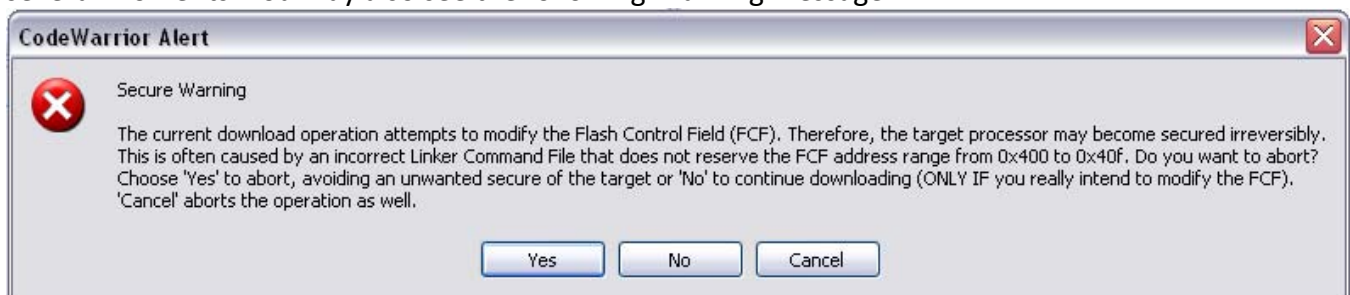 CodeWarrior Alert
Secure Warning
The current download operation attempts to modify the Flash Control Field (FCF). Therefore, the target processor may become secured irreversibly.
This is often caused by an incorrect Linker Command File that does not reserve the FCF address range from 0x400 to 0x40f. Do you want to abort?
Choose 'Yes' to abort, avoiding an unwanted secure of the target or 'No' to continue downloading (ONLY IF you really intend to modify the FCF).
'Cancel' aborts the operation as well.
Yes No Cancel